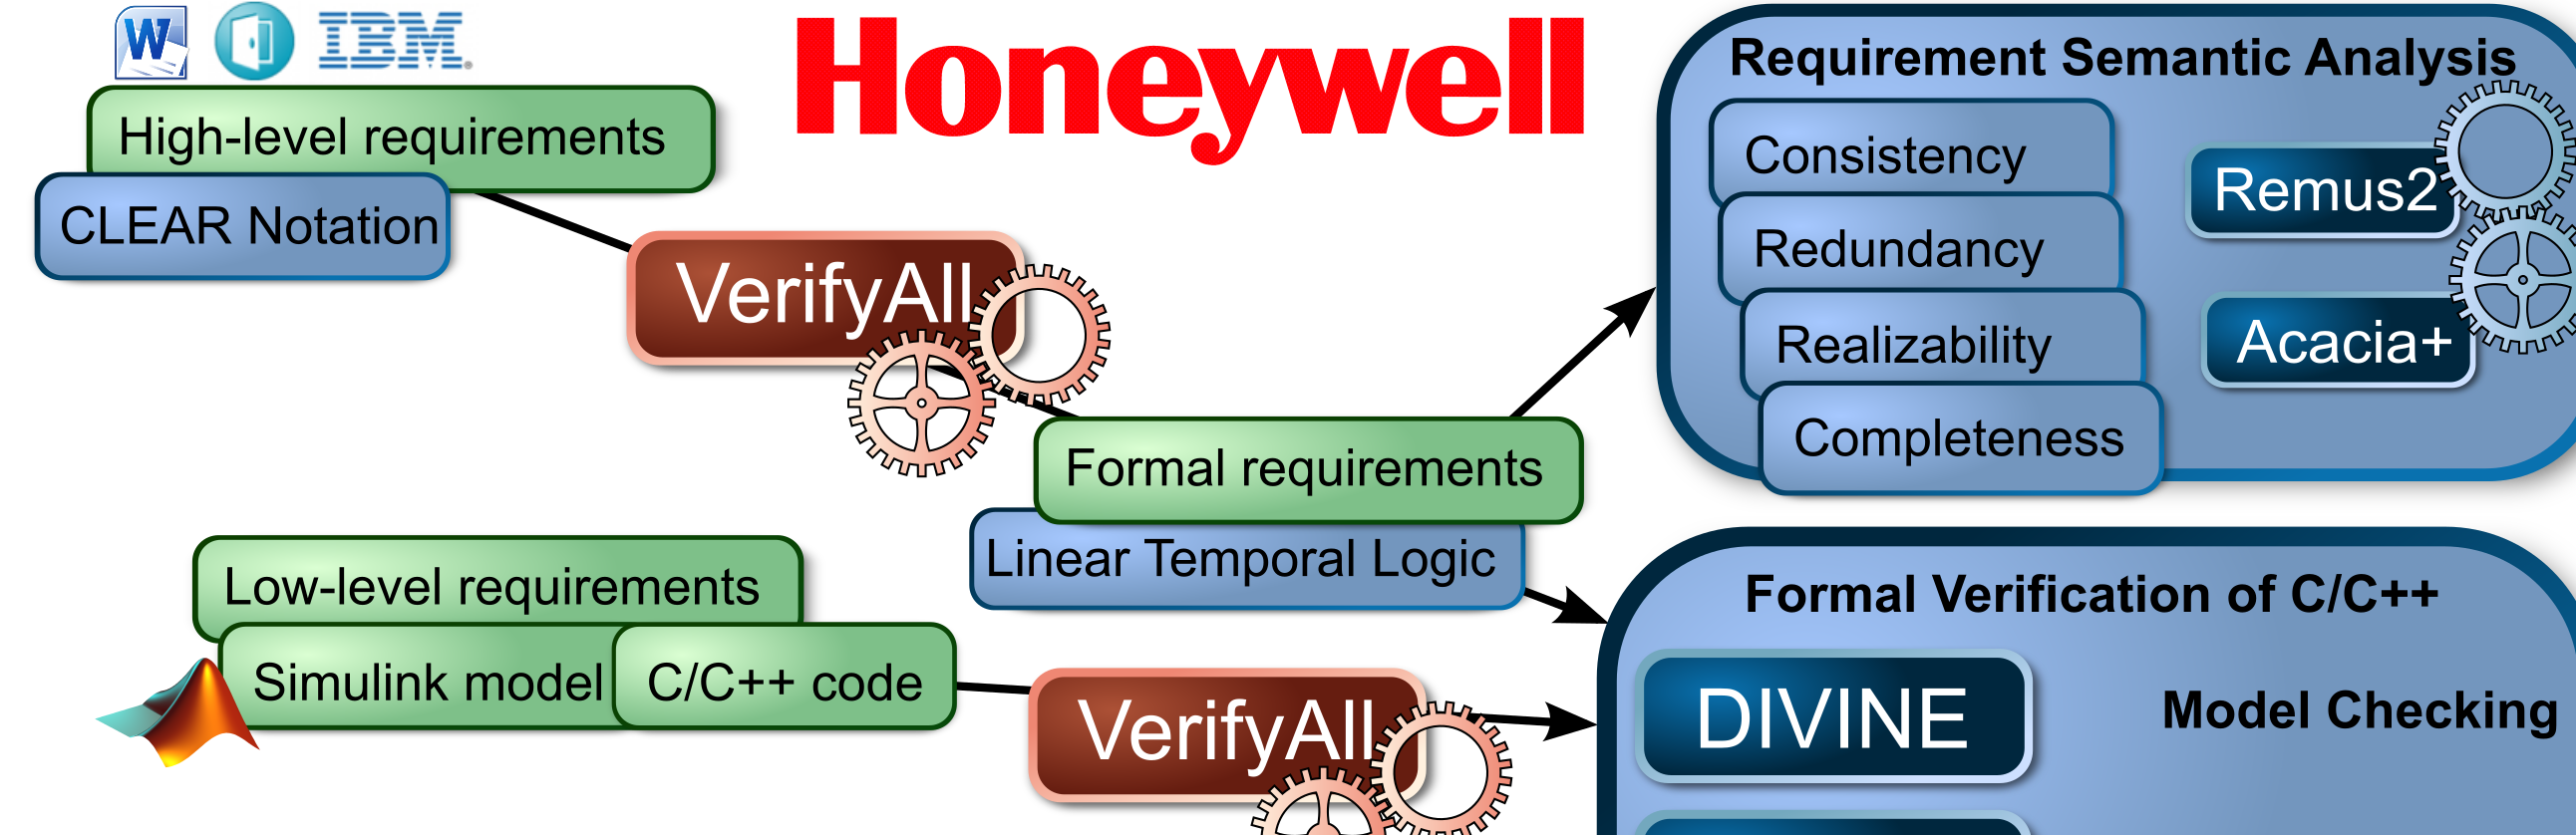 W
IBM
Honeywell
High-level requirements
CLEAR Notation
VerifyAll
Formal requirements
Linear Temporal Logic
Low-level requirements
Simulink model
C/C++ code
VerifyAll
Requirement Semantic Analysis
Consistency
Redundancy
Realizability
Completeness
Remus2
Acacia+
Formal Verification of C/C++
DIVINE
Model Checking